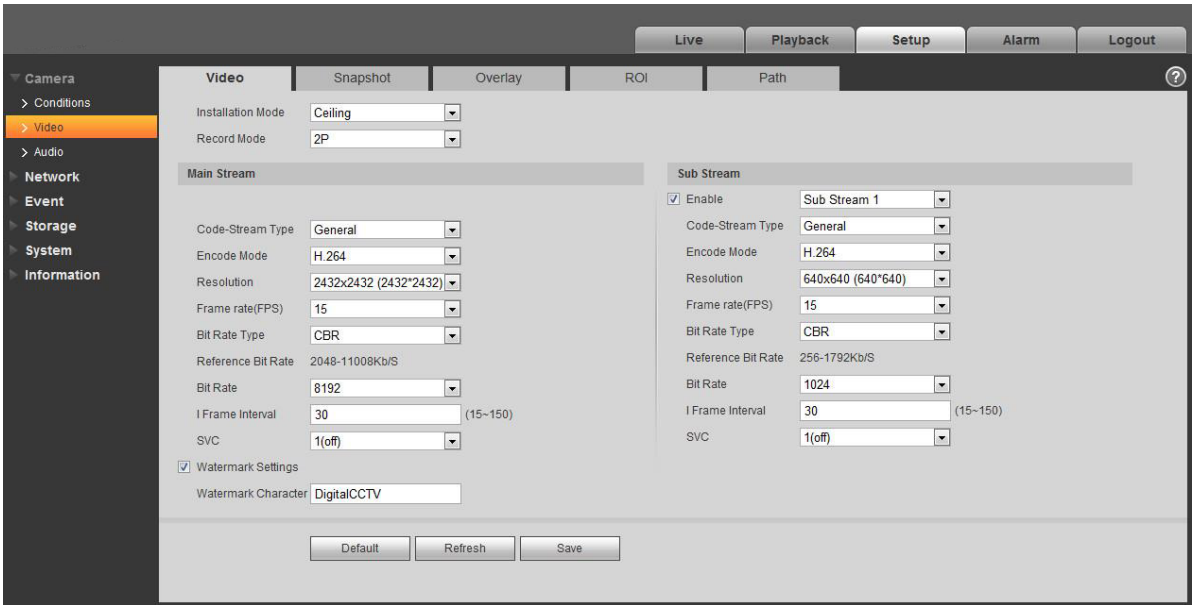 Live Playback Setup Alarm Logout
Camera
Conditions
Video
Audio
Network
Event
Storage
System
Information
Video Snapshot Overlay ROI Path
?
Installation Mode Ceiling
Record Mode 2P
Main Stream
Code-Stream Type General
Encode Mode H.264
Resolution 2432x2432 (2432*2432)
Frame rate(FPS) 15
Bit Rate Type CBR
Reference Bit Rate 2048-11008Kb/S
Bit Rate 8192
I Frame Interval 30 (15~150)
SVC 1(off)
Watermark Settings
Watermark Character DigitalCCTV
Sub Stream
Enable Sub Stream 1
Code-Stream Type General
Encode Mode H.264
Resolution 640x640 (640*640)
Frame rate(FPS) 15
Bit Rate Type CBR
Reference Bit Rate 256-1792Kb/S
Bit Rate 1024
I Frame Interval 30 (15~150)
SVC 1(off)
Default Refresh Save